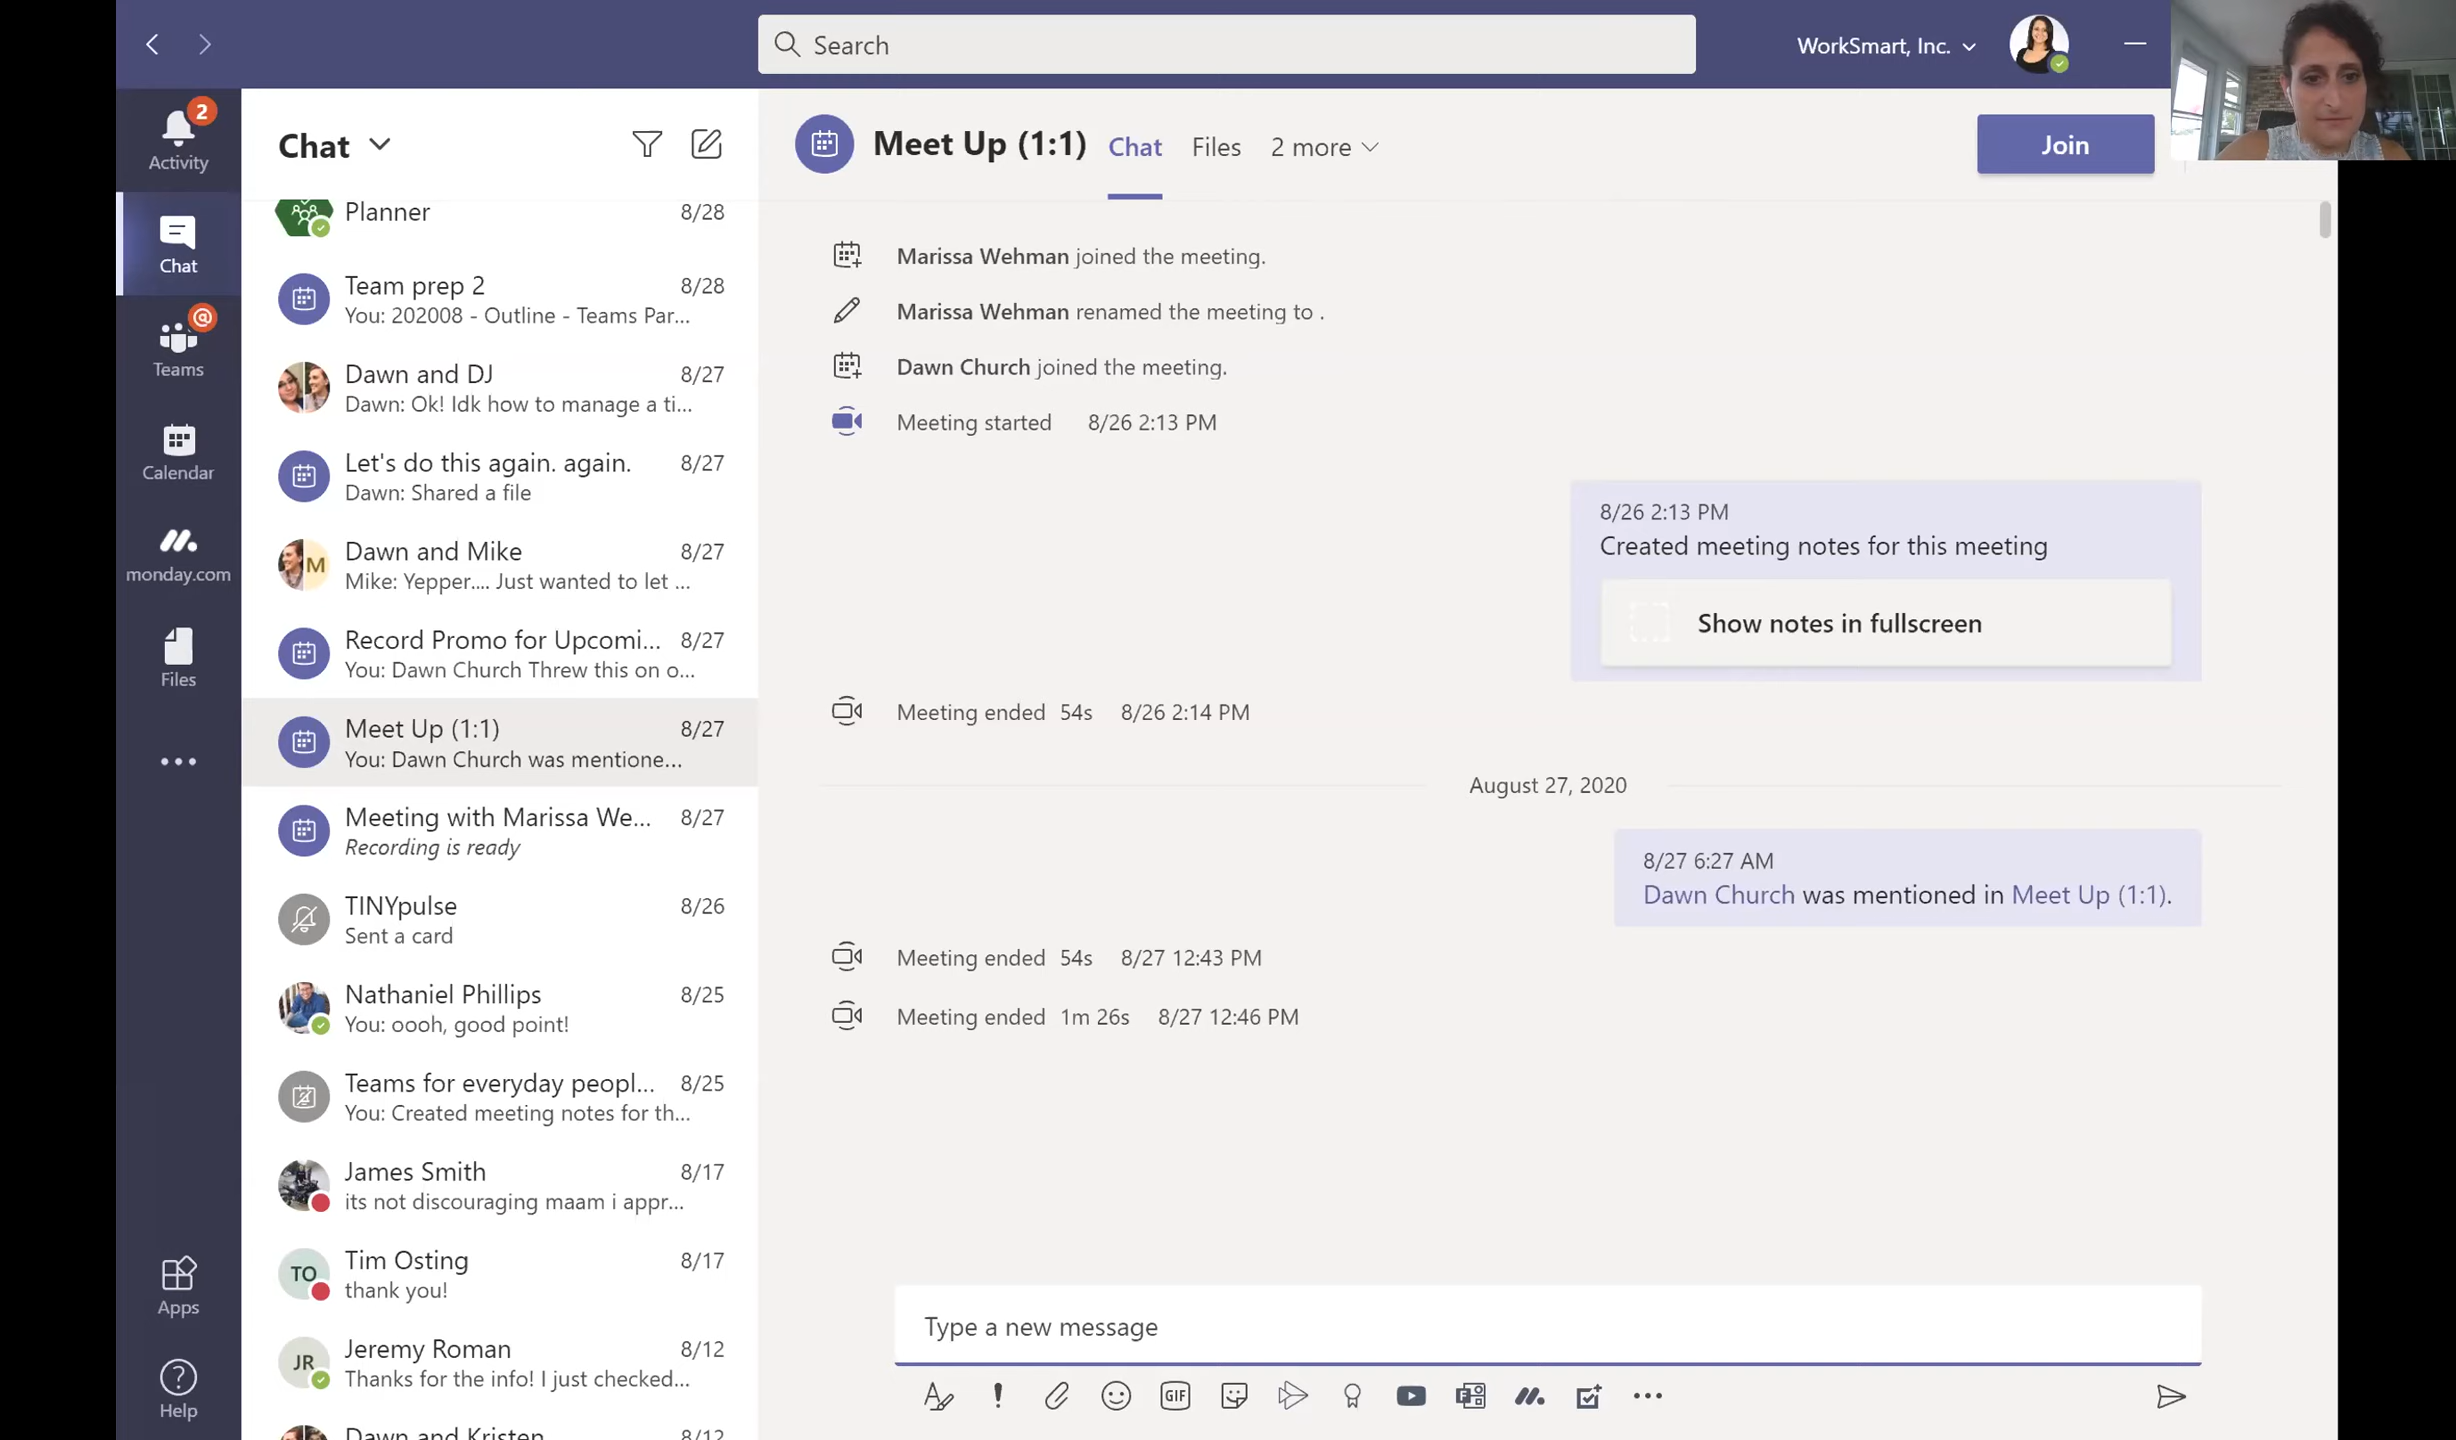 Search
WorkSmart, Inc.
2
Activity
Chat
@
Teams
Calendar
monday.com
Files
Apps
Help
Chat
Planner 8/28
Team prep 2 8/28
You: 202008 - Outline - Teams Par...
Dawn and DJ 8/27
Dawn: Ok! Idk how to manage a ti...
Let's do this again. again. 8/27
Dawn: Shared a file
M
Dawn and Mike 8/27
Mike: Yepper.... Just wanted to let ...
Record Promo for Upcomi... 8/27
You: Dawn Church Threw this on o...
Meet Up (1:1) 8/27
You: Dawn Church was mentione...
Meeting with Marissa We... 8/27
Recording is ready
TINYpulse 8/26
Sent a card
Nathaniel Phillips 8/25
You: oooh, good point!
Teams for everyday peopl... 8/25
You: Created meeting notes for th...
James Smith 8/17
its not discouraging maam i appr...
TO
Tim Osting 8/17
thank you!
JR
Jeremy Roman 8/12
Thanks for the info! I just checked...
Dawn and Kristen 8/12
Meet Up (1:1) Chat Files 2 more
Join
Marissa Wehman joined the meeting.
Marissa Wehman renamed the meeting to .
Dawn Church joined the meeting.
Meeting started 8/26 2:13 PM
8/26 2:13 PM
Created meeting notes for this meeting
Show notes in fullscreen
Meeting ended 54s 8/26 2:14 PM
August 27, 2020
8/27 6:27 AM
Dawn Church was mentioned in Meet Up (1:1).
Meeting ended 54s 8/27 12:43 PM
Meeting ended 1m 26s 8/27 12:46 PM
Type a new message
GIF